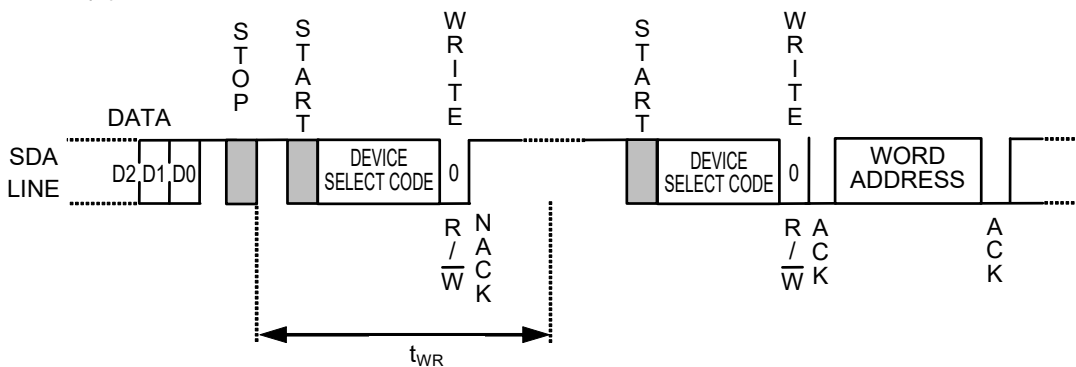 STOP
START
WRITE
START
WRITE
DATA
SDA LINE
D2 D1 D0
DEVICE SELECT CODE
0
DEVICE SELECT CODE
0
WORD ADDRESS
R/W
NACK
R/W
ACK
ACK
tWR